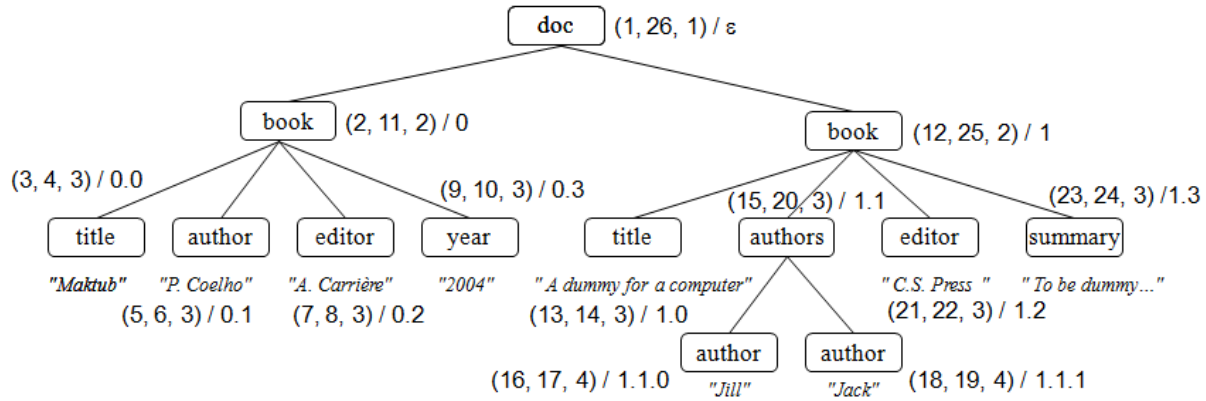 doc (1, 26, 1) / ε
book (2, 11, 2) / 0
book (12, 25, 2) / 1
(3, 4, 3) / 0.0
(9, 10, 3) / 0.3
(15, 20, 3) / 1.1
(23, 24, 3) /1.3
title author editor year title authors editor summary
"Maktub" "P. Coelho" "A. Carrière" "2004" " A dummy for a computer" " C.S. Press " " To be dummy…"
(5, 6, 3) / 0.1 (7, 8, 3) / 0.2 (13, 14, 3) / 1.0 (21, 22, 3) / 1.2
author author
(16, 17, 4) / 1.1.0 "Jill" "Jack" (18, 19, 4) / 1.1.1